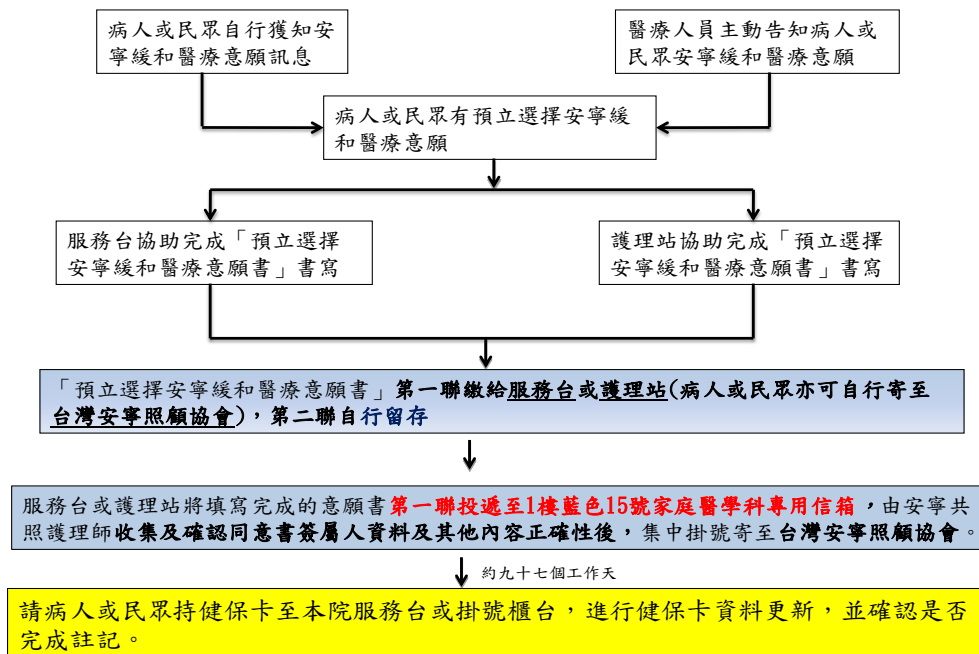 病人或民眾自行獲知安
寧緩和醫療意願訊息
醫療人員主動告知病人或
民眾安寧緩和醫療意願
病人或民眾有預立選擇安寧緩
和醫療意願
服務台協助完成「預立選擇
安寧緩和醫療意願書」書寫
護理站協助完成「預立選擇
安寧緩和醫療意願書」書寫
「預立選擇安寧緩和醫療意願書」第一聯繳給服務台或護理站(病人或民眾亦可自行寄至
台灣安寧照顧協會)，第二聯自行留存
服務台或護理站將填寫完成的意願書第一聯投遞至1樓藍色15號家庭醫學科專用信箱，由安寧共
照護理師收集及確認同意書簽屬人資料及其他內容正確性後，集中掛號寄至台灣安寧照顧協會。
約九十七個工作天
請病人或民眾持健保卡至本院服務台或掛號櫃台，進行健保卡資料更新，並確認是否
完成註記。